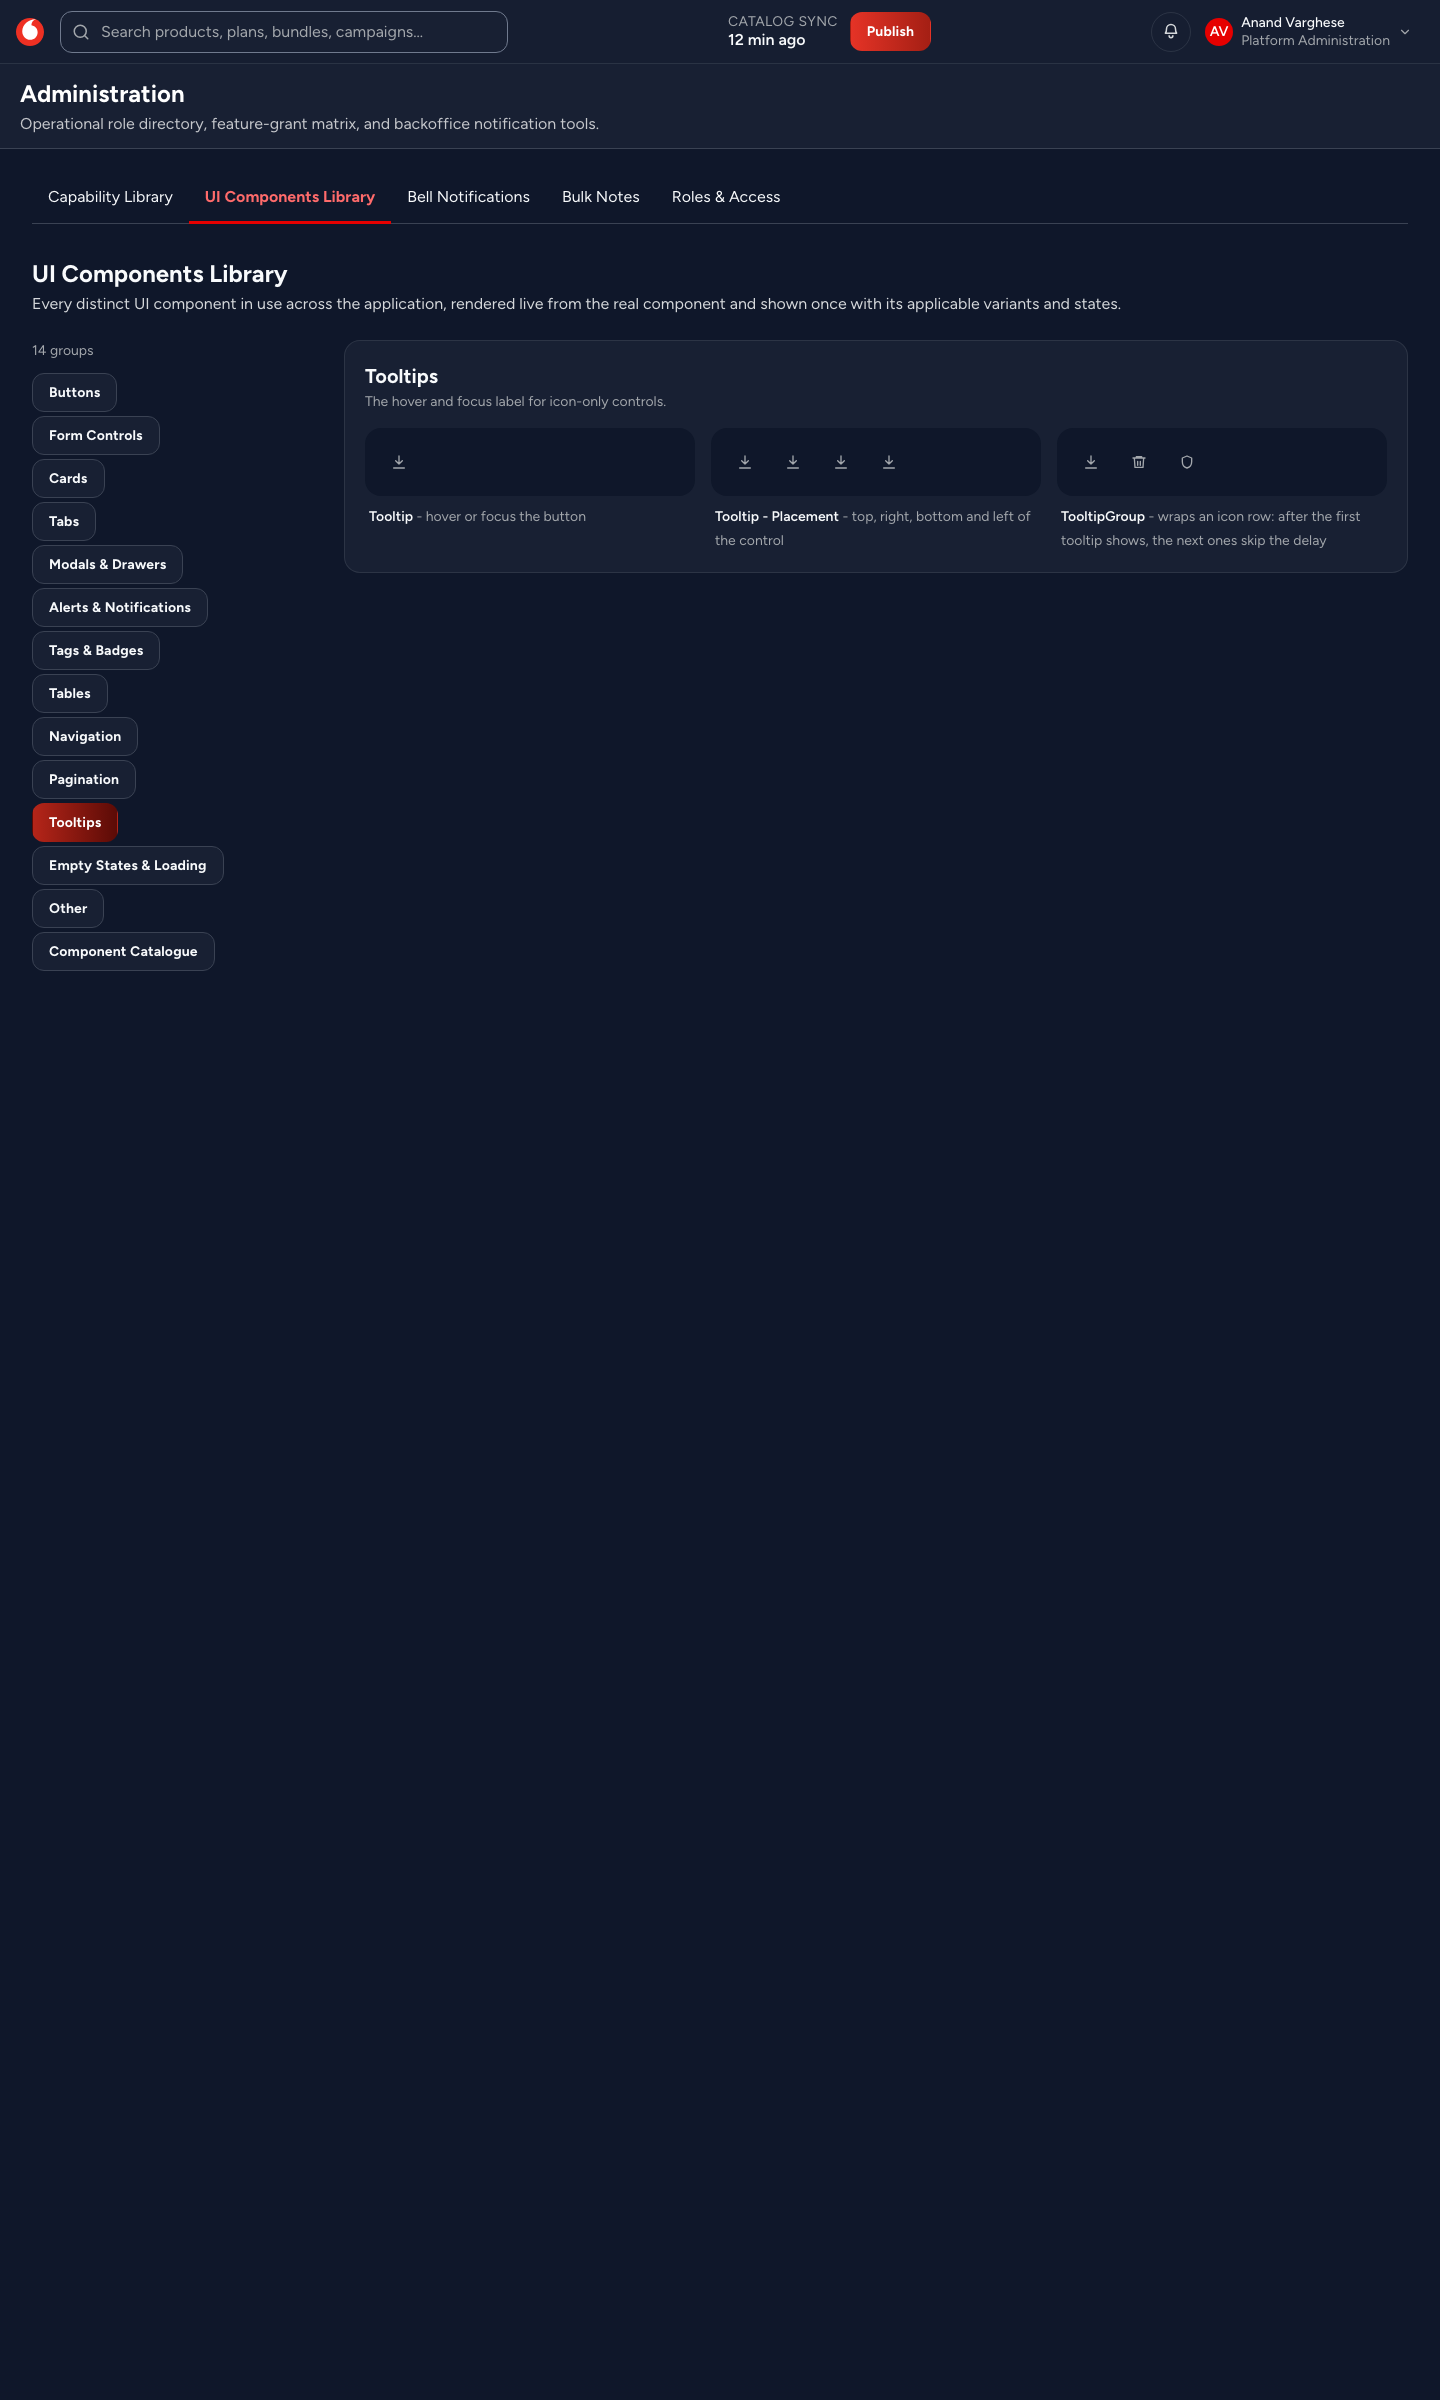 Search products, plans, bundles, campaigns...
CATALOG SYNC
12 min ago
Publish
AV
Anand Varghese
Platform Administration
Administration
Operational role directory, feature-grant matrix, and backoffice notification tools.
Capability Library
UI Components Library
Bell Notifications
Bulk Notes
Roles & Access
UI Components Library
Every distinct UI component in use across the application, rendered live from the real component and shown once with its applicable variants and states.
14 groups
Buttons
Form Controls
Cards
Tabs
Modals & Drawers
Alerts & Notifications
Tags & Badges
Tables
Navigation
Pagination
Tooltips
Empty States & Loading
Other
Component Catalogue
Tooltips
The hover and focus label for icon-only controls.
Tooltip - hover or focus the button
Tooltip - Placement - top, right, bottom and left of
the control
TooltipGroup - wraps an icon row: after the first
tooltip shows, the next ones skip the delay